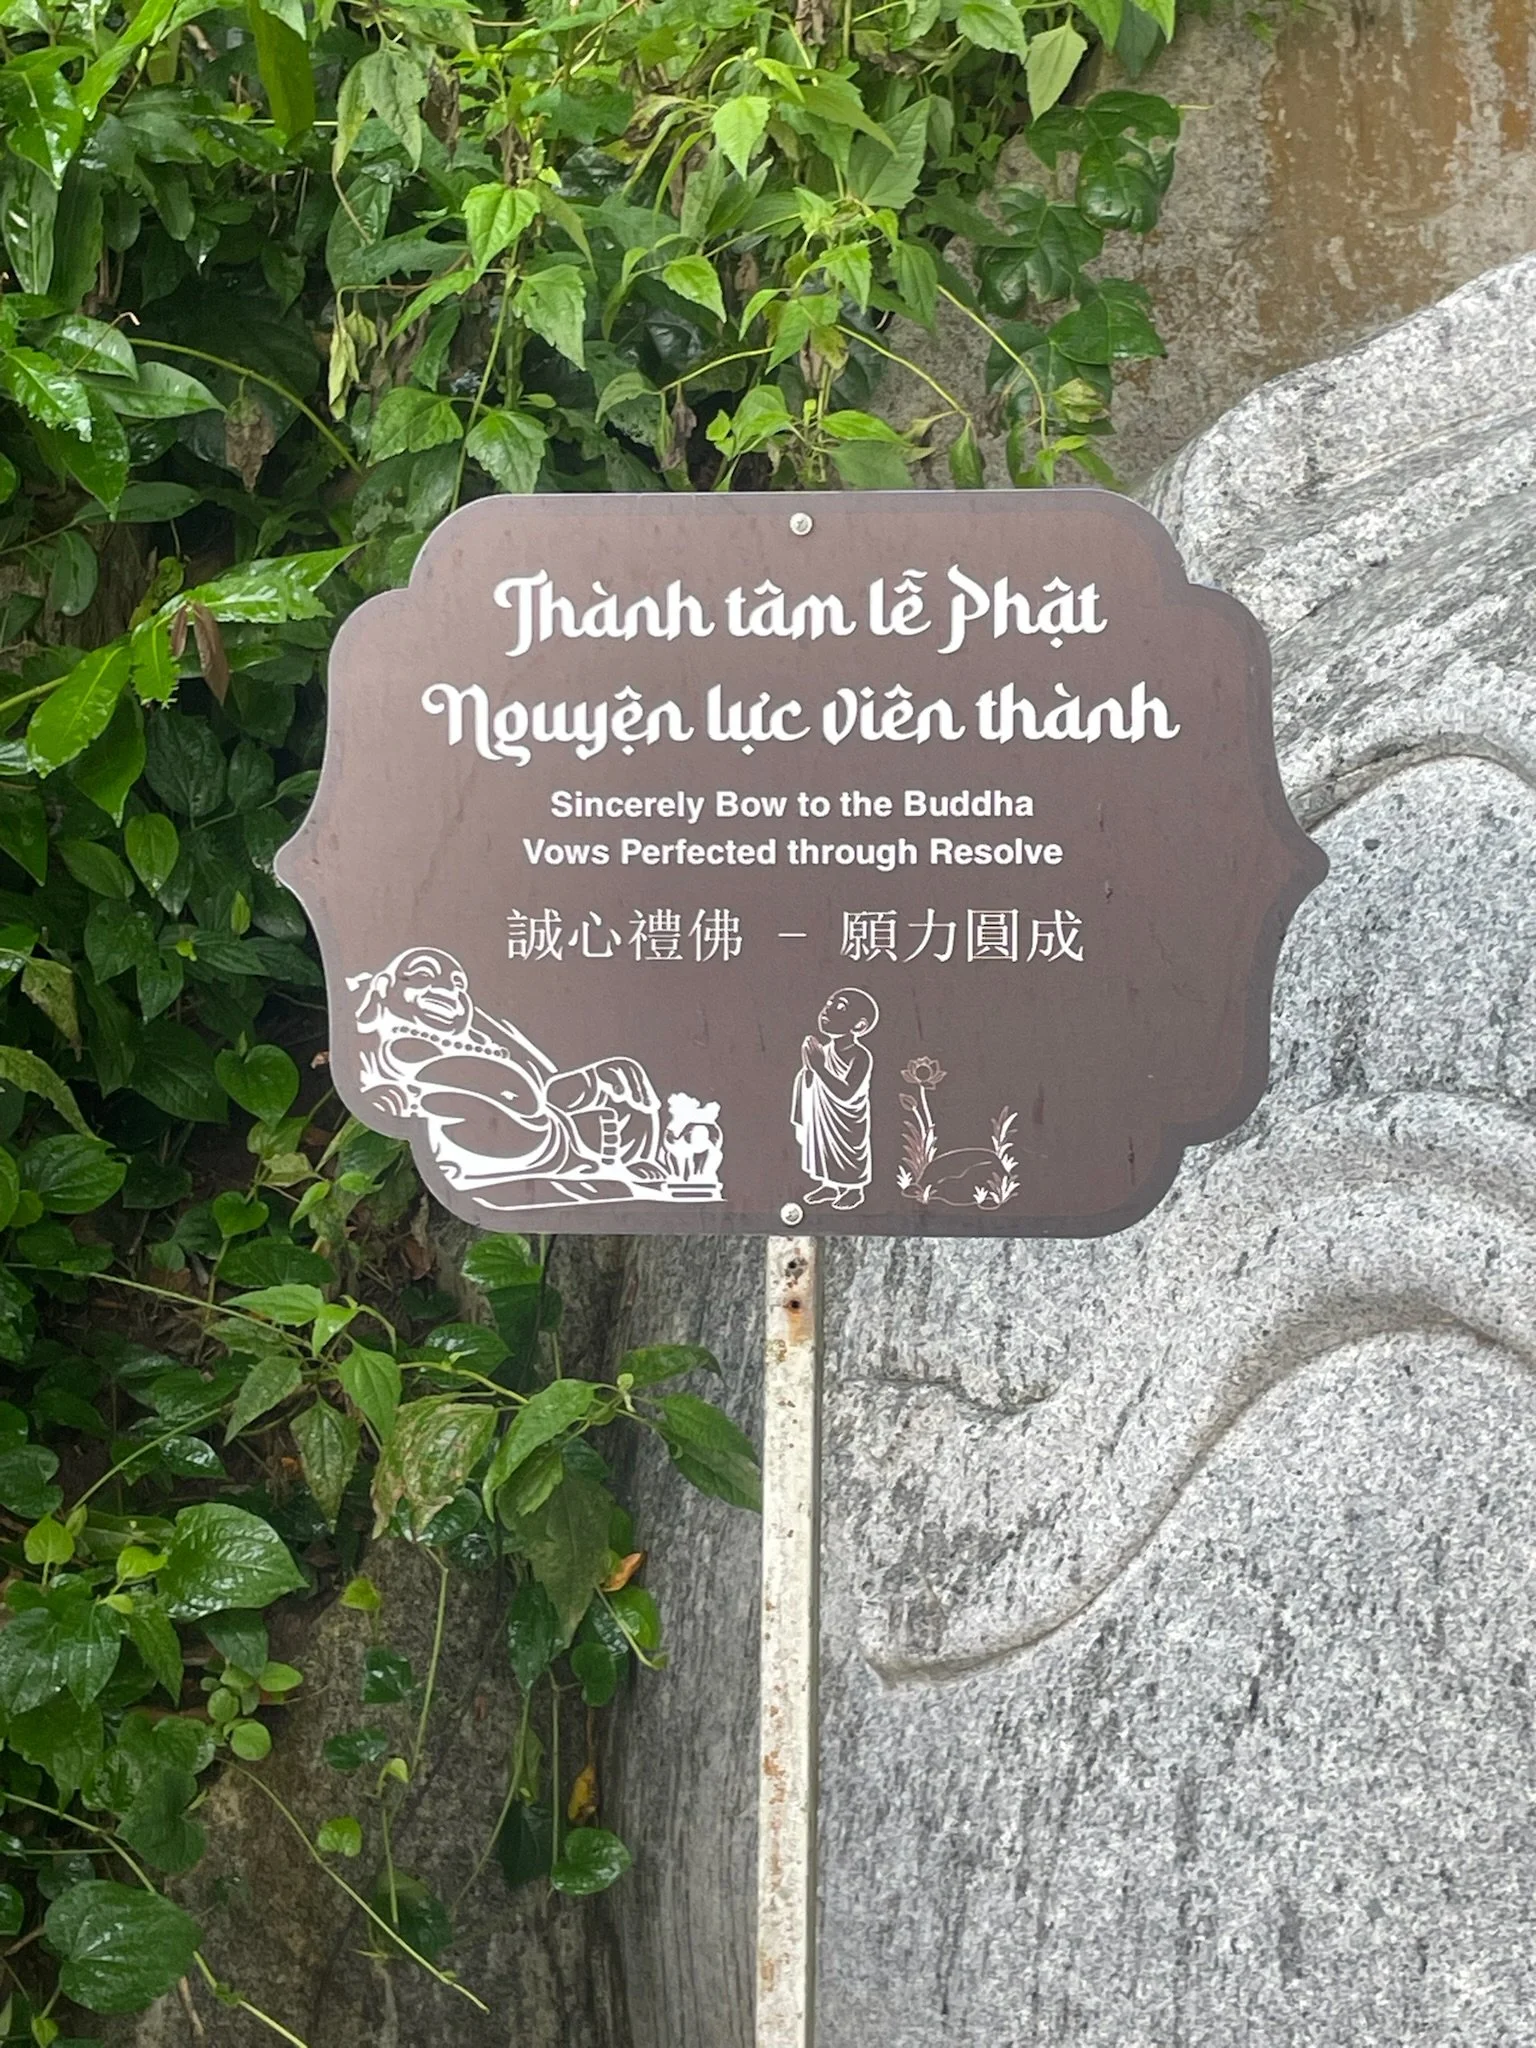 Thành tâm lễ Phật
Nguyện lực viên thành
Sincerely Bow to the Buddha
Vows Perfected through Resolve
誠心禮佛 - 願力圓成